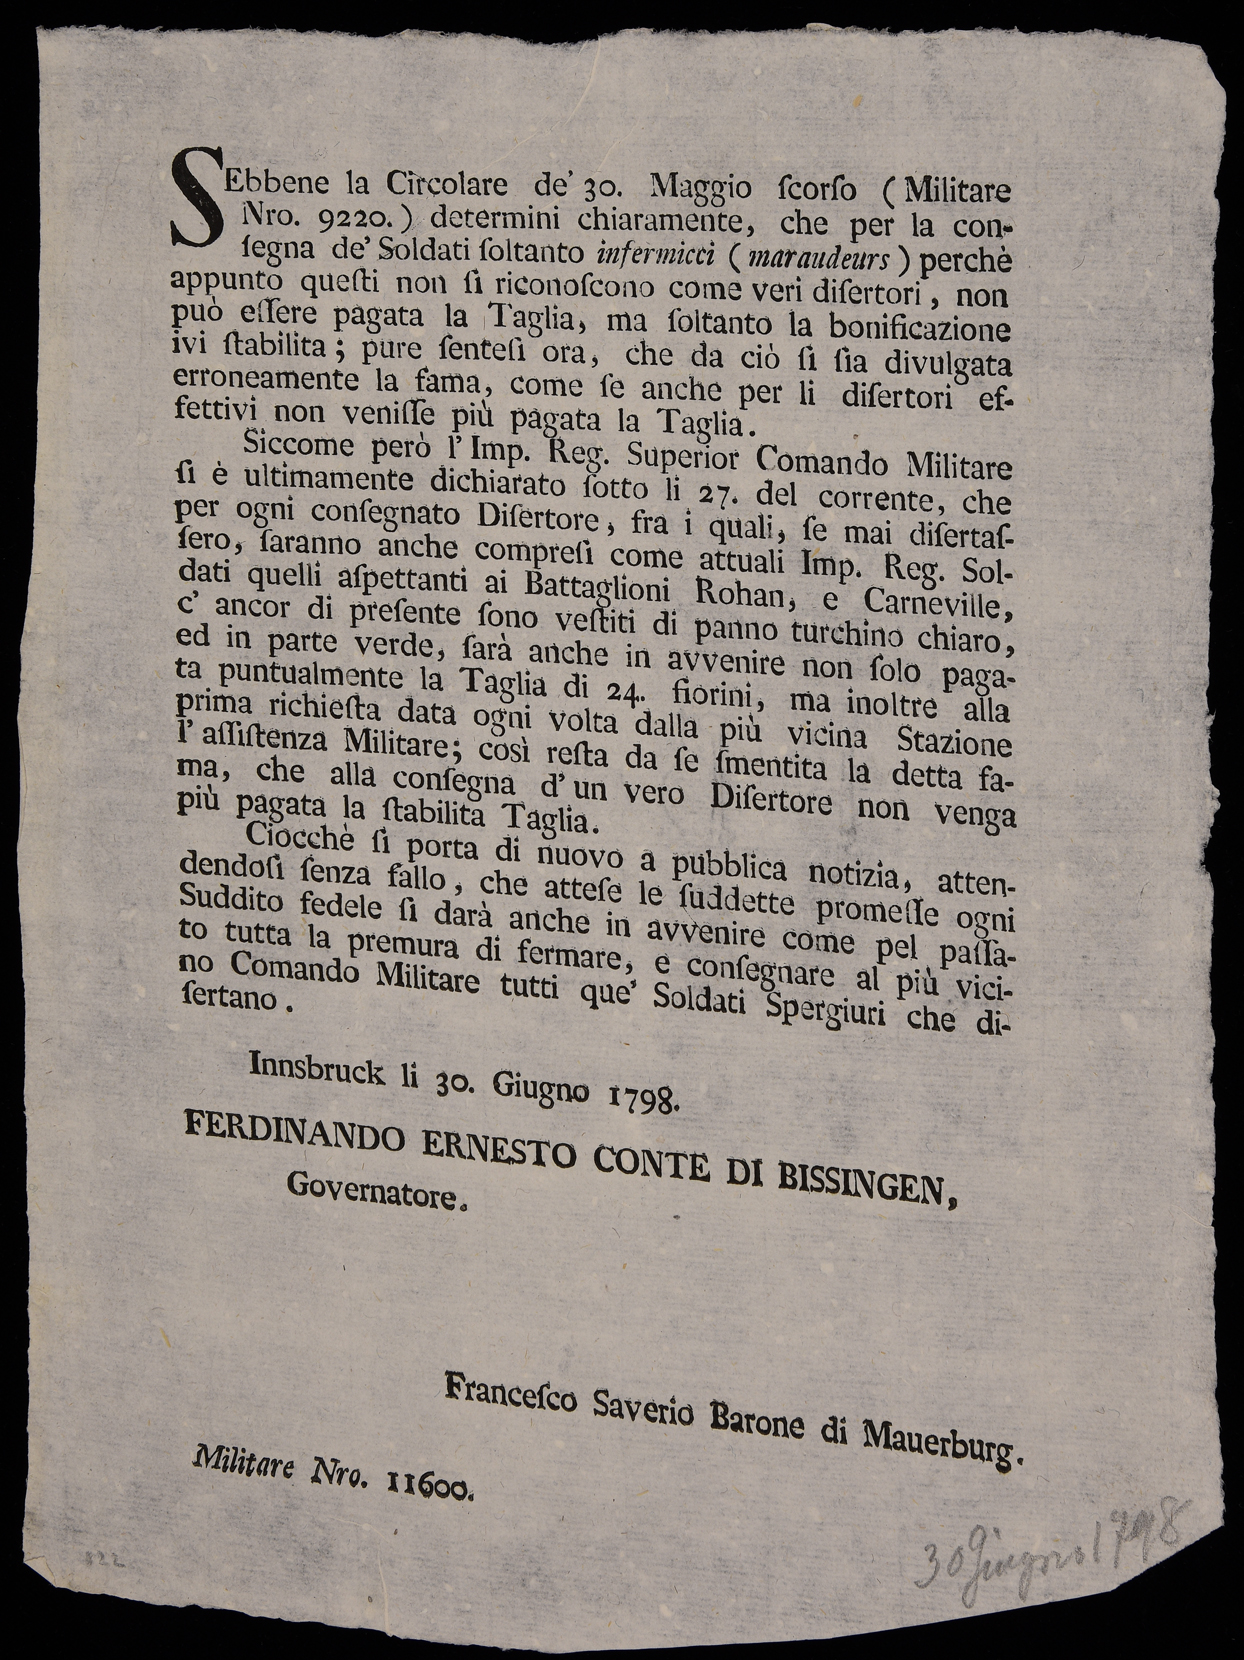 SEbbene la Circolare de' 30. Maggio ſcorſo ( Militare
Nro. 9220. ) determini chiaramente, che per la con-
ſegna de' Soldati ſoltanto infermicci ( maraudeurs ) perchè
appunto queſti non ſi riconoſcono come veri diſertori, non
può eſſere pagata la Taglia, ma ſoltanto la bonificazione
ivi ſtabilita; pure ſenteſi ora, che da ciò ſi ſia divulgata
erroneamente la fama, come ſe anche per li diſertori ef-
fettivi non veniſſe più pagata la Taglia.
Siccome però l' Imp. Reg. Superior Comando Militare
ſi è ultimamente dichiarato ſotto li 27. del corrente, che
per ogni conſegnato Diſertore, fra i quali, ſe mai diſertaſ-
ſero, ſaranno anche compreſi come attuali Imp. Reg. Sol-
dati quelli aſpettanti ai Battaglioni Rohan, e Carneville,
c' ancor di preſente ſono veſtiti di panno turchino chiaro,
ed in parte verde, ſarà anche in avvenire non ſolo paga-
ta puntualmente la Taglia di 24. fiorini, ma inoltre alla
prima richieſta data ogni volta dalla più vicina Stazione
l' aſſiſtenza Militare; così reſta da ſe ſmentita la detta fa-
ma, che alla conſegna d' un vero Diſertore non venga
più pagata la ſtabilita Taglia.
Ciocchè ſi porta di nuovo a pubblica notizia, atten-
dendoſi ſenza fallo, che atteſe le ſuddette promeſſe ogni
Suddito fedele ſi darà anche in avvenire come pel paſſa-
to tutta la premura di fermare, e conſegnare al più vici-
no Comando Militare tutti que' Soldati Spergiuri che di-
ſertano.
Innsbruck li 30. Giugno 1798.
FERDINANDO ERNESTO CONTE DI BISSINGEN,
Governatore.
Franceſco Saverio Barone di Mauerburg.
Militare Nro. 11600.
822
30 Giugno 1798